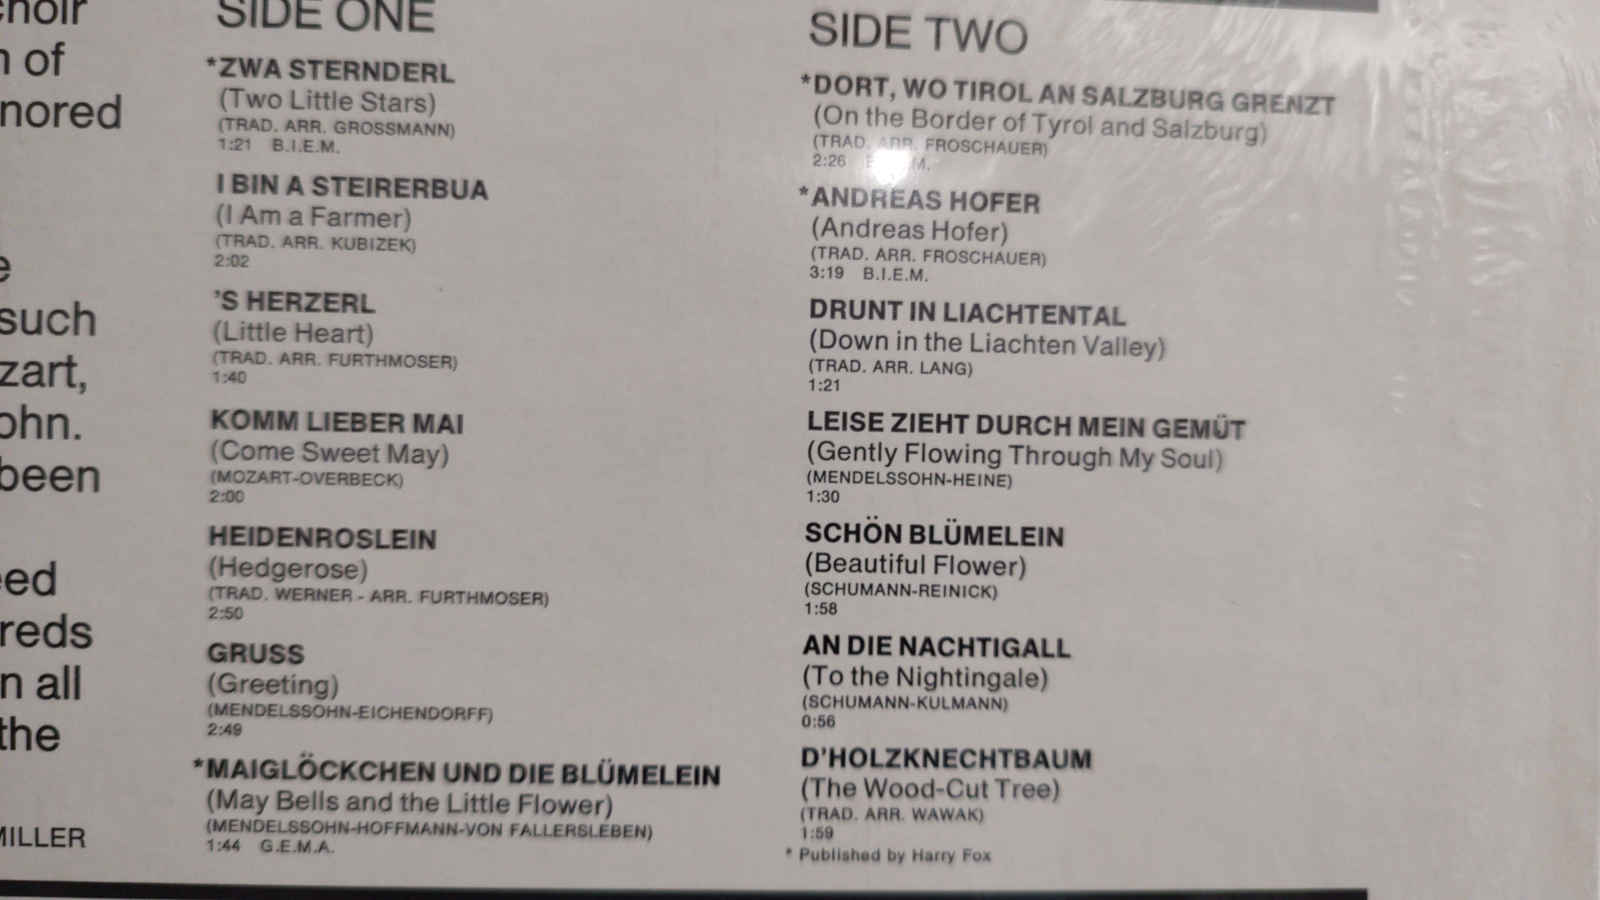 choir
n of
nored
e
such
zart,
ohn.
been
eed
reds
n all
the
MILLER
SIDE ONE
*ZWA STERNDERL
(Two Little Stars)
(TRAD. ARR. GROSSMANN)
1:21 B.I.E.M.
I BIN A STEIRERBUA
(I Am a Farmer)
(TRAD. ARR. KUBIZEK)
2:02
'S HERZERL
(Little Heart)
(TRAD. ARR. FURTHMOSER)
1:40
KOMM LIEBER MAI
(Come Sweet May)
(MOZART-OVERBECK)
2:00
HEIDENROSLEIN
(Hedgerose)
(TRAD. WERNER - ARR. FURTHMOSER)
2:50
GRUSS
(Greeting)
(MENDELSSOHN-EICHENDORFF)
2:49
*MAIGLÖCKCHEN UND DIE BLÜMELEIN
(May Bells and the Little Flower)
(MENDELSSOHN-HOFFMANN-VON FALLERSLEBEN)
1:44 G.E.M.A.
SIDE TWO
*DORT, WO TIROL AN SALZBURG GRENZT
(On the Border of Tyrol and Salzburg)
(TRAD. ARR. FROSCHAUER)
2:26
*ANDREAS HOFER
(Andreas Hofer)
(TRAD. ARR. FROSCHAUER)
3:19 B.I.E.M.
DRUNT IN LIACHTENTAL
(Down in the Liachten Valley)
(TRAD. ARR. LANG)
1:21
LEISE ZIEHT DURCH MEIN GEMÜT
(Gently Flowing Through My Soul)
(MENDELSSOHN-HEINE)
1:30
SCHÖN BLÜMELEIN
(Beautiful Flower)
(SCHUMANN-REINICK)
1:58
AN DIE NACHTIGALL
(To the Nightingale)
(SCHUMANN-KULMANN)
0:56
D'HOLZKNECHTBAUM
(The Wood-Cut Tree)
(TRAD. ARR. WAWAK)
1:59
* Published by Harry Fox